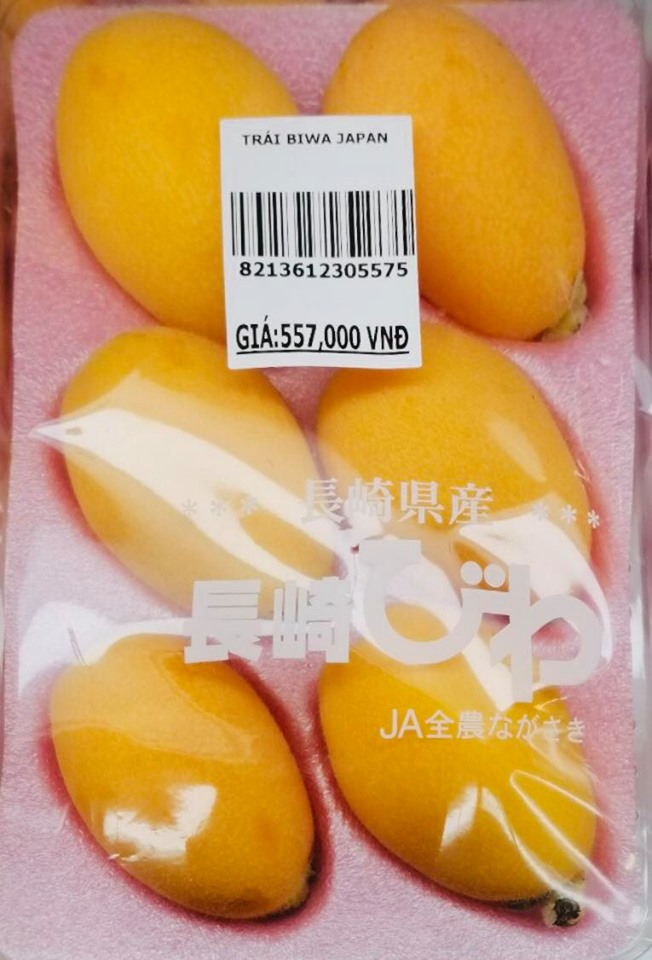 TRÁI BIWA JAPAN
8213612305575
GIÁ:557,000 VNĐ
*** 長崎県産 ***
長崎びわ
JA全農ながさき